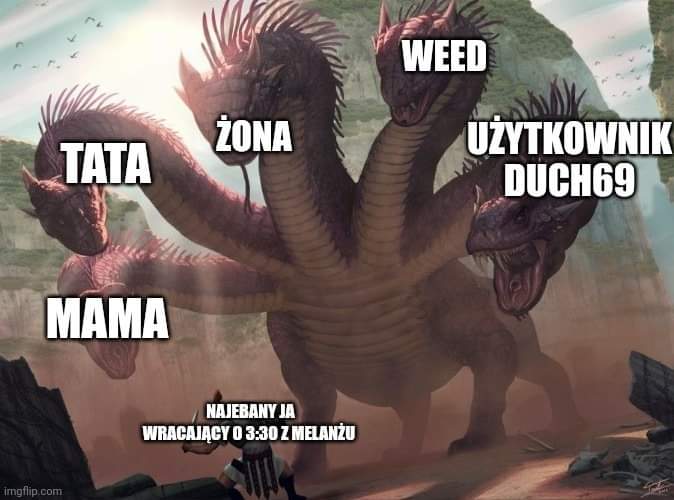 WEED
ŻONA
UŻYTKOWNIK
DUCH69
TATA
MAMA
NAJEBANY JA
WRACAJĄCY O 3:30 Z MELANŻU
imgflip.com